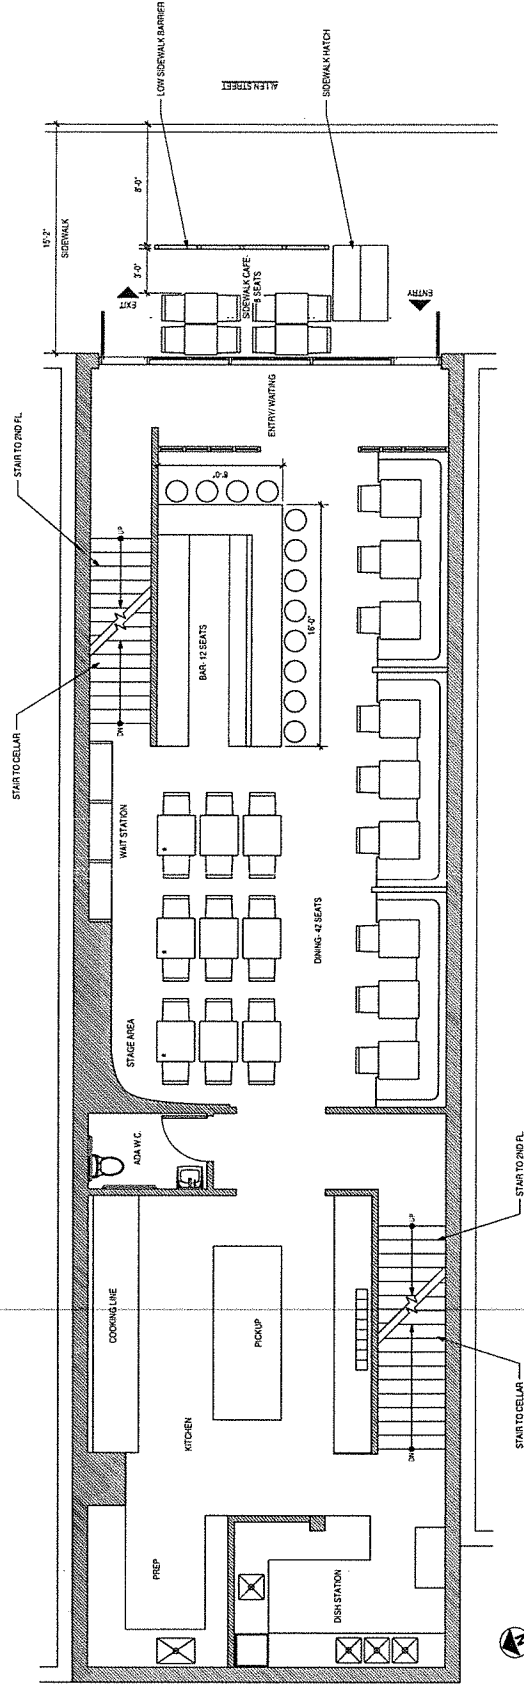 LOW SIDEWALK BARRIER
ALLEN STREET
SIDEWALK HATCH
15'-2"
SIDEWALK
8'-0"
3'-0"
EXIT
SIDEWALK CAFE-
8 SEATS
ENTRY
STAIR TO 2ND FL.
ENTRY/ WAITING
8'-0"
UP
STAIR TO CELLAR
BAR- 12 SEATS
16'-0"
DN
WAIT STATION
DINING- 42 SEATS
STAGE AREA
ADA W.C.
STAIR TO 2ND FL.
UP
COOKING LINE
PICKUP
STAIR TO CELLAR
KITCHEN
DN
PREP
DISH STATION
N